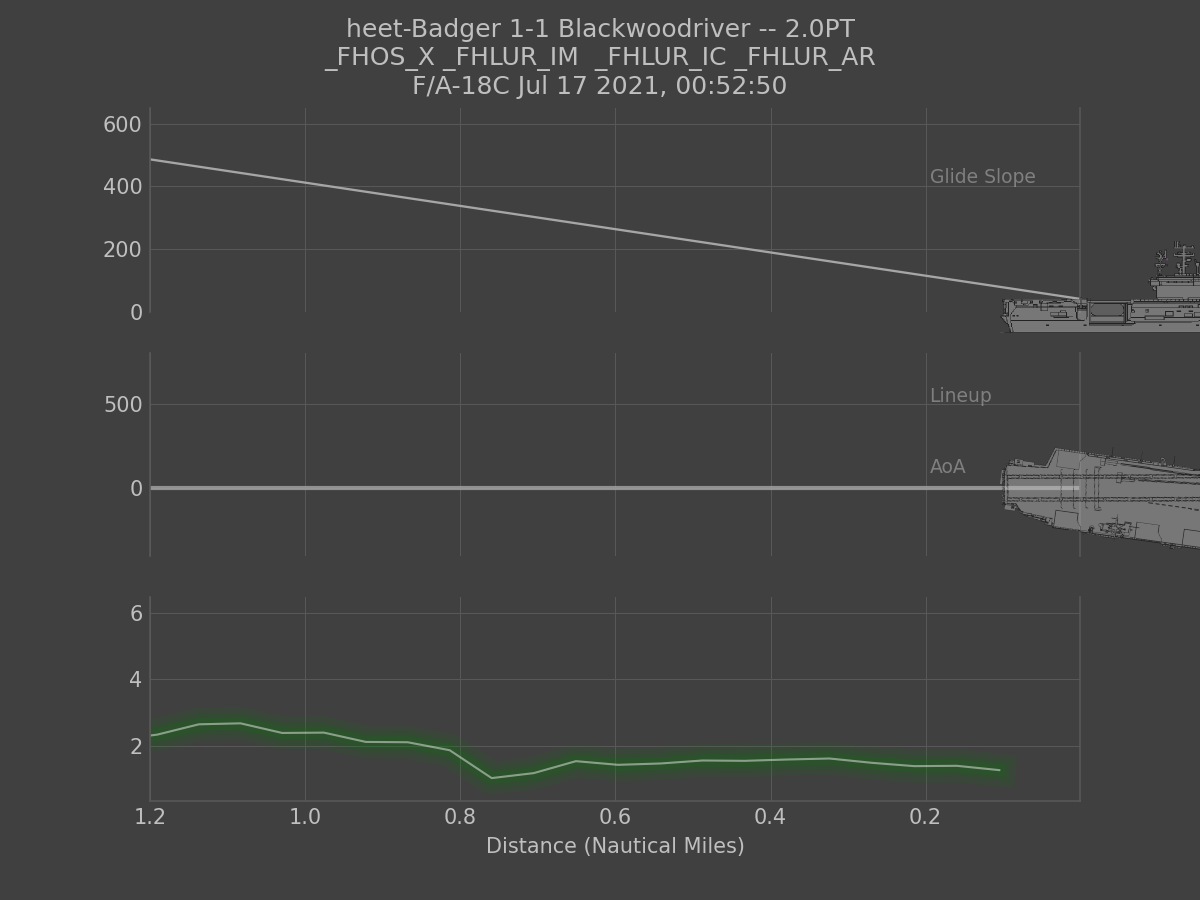 heet-Badger 1-1 Blackwoodriver -- 2.0PT
_FHOS_X _FHLUR_IM  _FHLUR_IC _FHLUR_AR
F/A-18C Jul 17 2021, 00:52:50
600
400
200
0
Glide Slope
500
0
Lineup
AoA
6
4
2
1.2 1.0 0.8 0.6 0.4 0.2
Distance (Nautical Miles)